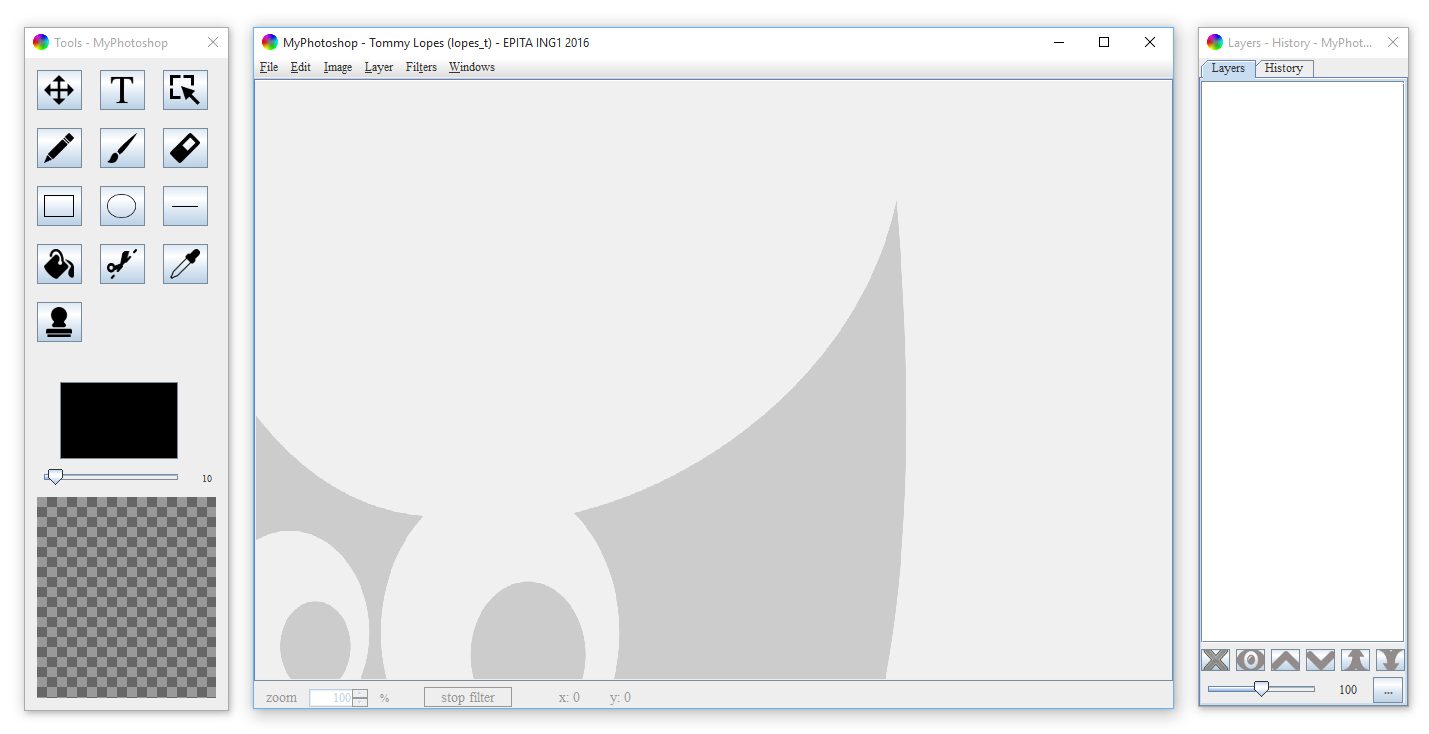 Tools - MyPhotoshop
T
10
MyPhotoshop - Tommy Lopes (lopes_t) - EPITA ING1 2016
File Edit Image Layer Filters Windows
zoom 100 % stop filter x: 0 y: 0
Layers - History - MyPhot...
Layers History
100 ...